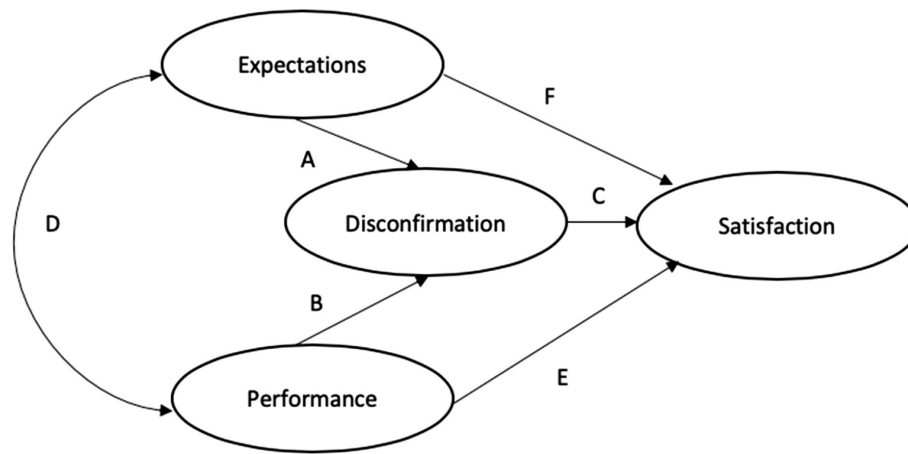 Expectations
F
A
C
D
Disconfirmation
Satisfaction
B
E
Performance